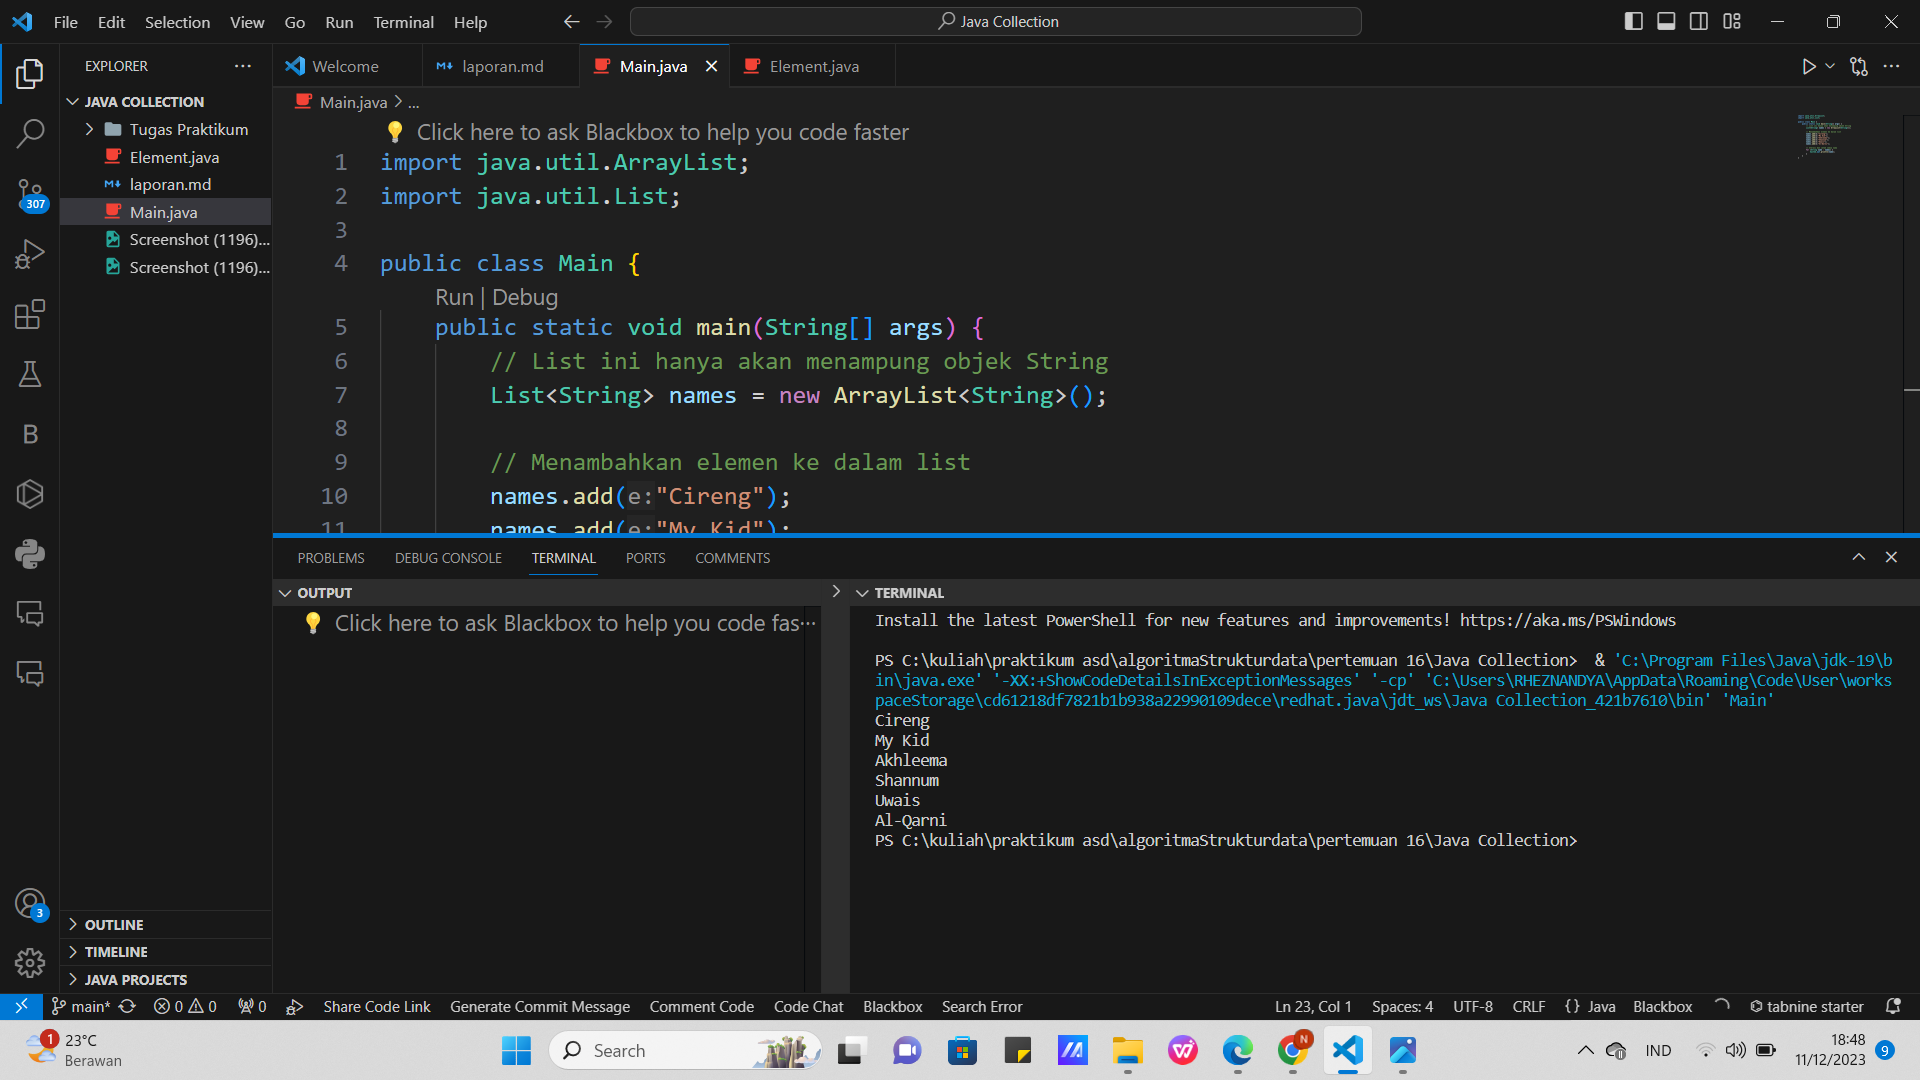 File Edit Selection View Go Run Terminal Help
Java Collection
EXPLORER
JAVA COLLECTION
Tugas Praktikum
Element.java
laporan.md
Main.java
Screenshot (1196)...
Screenshot (1196)...
307
B
3
OUTLINE
TIMELINE
JAVA PROJECTS
Welcome laporan.md Main.java Element.java
Main.java > ...
Click here to ask Blackbox to help you code faster
1 import java.util.ArrayList;
2 import java.util.List;
3
4 public class Main {
Run | Debug
5 public static void main(String[] args) {
6 // List ini hanya akan menampung objek String
7 List<String> names = new ArrayList<String>();
8
9 // Menambahkan elemen ke dalam list
10 names.add(e:"Cireng");
11 names.add(e:"My Kid");
PROBLEMS DEBUG CONSOLE TERMINAL PORTS COMMENTS
OUTPUT
Click here to ask Blackbox to help you code fas...
TERMINAL
Install the latest PowerShell for new features and improvements! https://aka.ms/PSWindows
PS C:\kuliah\praktikum asd\algoritmaStrukturdata\pertemuan 16\Java Collection> & 'C:\Program Files\Java\jdk-19\b
in\java.exe' '-XX:+ShowCodeDetailsInExceptionMessages' '-cp' 'C:\Users\RHEZNANDYA\AppData\Roaming\Code\User\works
paceStorage\cd61218df7821b1b938a22990109dece\redhat.java\jdt_ws\Java Collection_421b7610\bin' 'Main'
Cireng
My Kid
Akhleema
Shannum
Uwais
Al-Qarni
PS C:\kuliah\praktikum asd\algoritmaStrukturdata\pertemuan 16\Java Collection>
main* 0 0 0 Share Code Link Generate Commit Message Comment Code Code Chat Blackbox Search Error Ln 23, Col 1 Spaces: 4 UTF-8 CRLF {} Java Blackbox tabnine starter
1
23°C
Berawan
Search
N
IND
18:48
11/12/2023
9